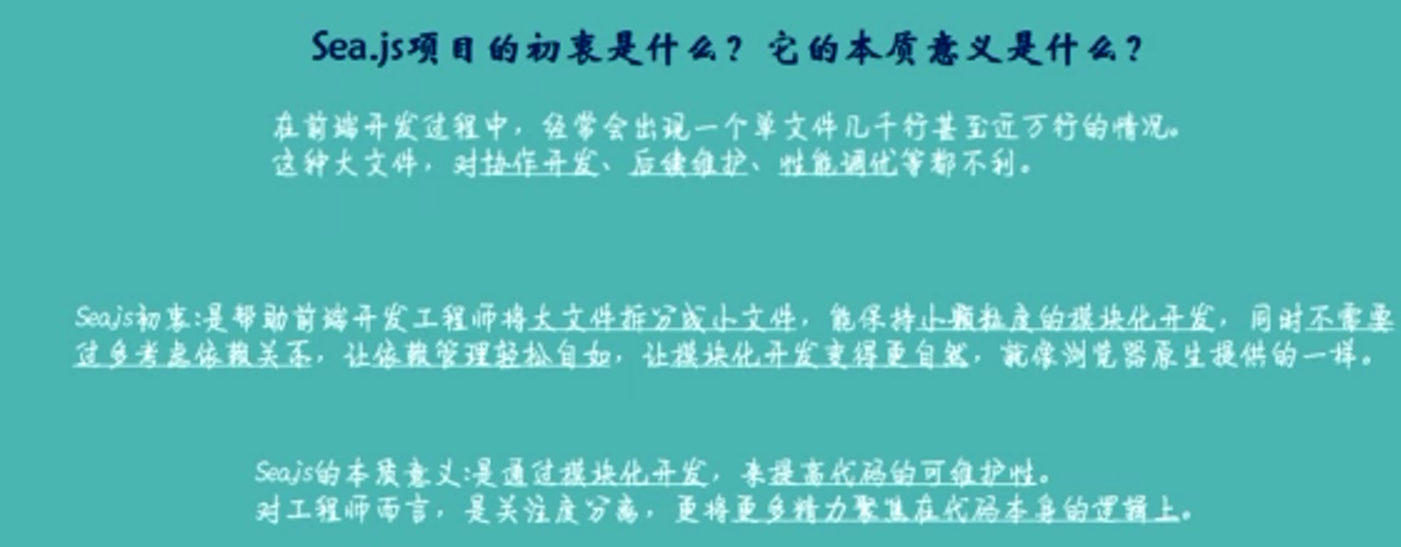 Sea.js项目的初衷是什么？它的本质意义是什么？
在前端开发过程中，经常会出现一个单文件几千行甚至近万行的情况。
这种大文件，对协作开发、后续维护、性能调优等都不利。
Seajs初衷:是帮助前端开发工程师将大文件拆分成小文件，能保持小颗粒度的模块化开发，同时不需要
过多考虑依赖关系，让依赖管理轻松自如，让模块化开发变得更自然，就像浏览器原生提供的一样。
Seajs的本质意义:是通过模块化开发，来提高代码的可维护性。
对工程师而言，是关注度分离，更将更多精力聚焦在代码本身的逻辑上。